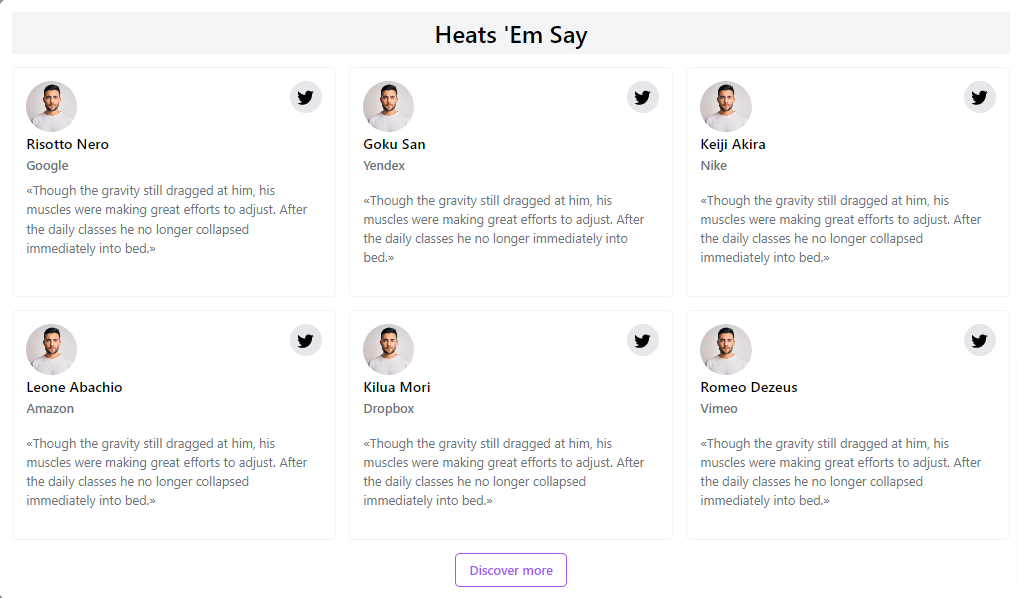 Heats 'Em Say
Risotto Nero
Google
«Though the gravity still dragged at him, his
muscles were making great efforts to adjust. After
the daily classes he no longer collapsed
immediately into bed.»
Goku San
Yendex
«Though the gravity still dragged at him, his
muscles were making great efforts to adjust. After
the daily classes he no longer immediately into
bed.»
Keiji Akira
Nike
«Though the gravity still dragged at him, his
muscles were making great efforts to adjust. After
the daily classes he no longer collapsed
immediately into bed.»
Leone Abachio
Amazon
«Though the gravity still dragged at him, his
muscles were making great efforts to adjust. After
the daily classes he no longer collapsed
immediately into bed.»
Kilua Mori
Dropbox
«Though the gravity still dragged at him, his
muscles were making great efforts to adjust. After
the daily classes he no longer collapsed
immediately into bed.»
Romeo Dezeus
Vimeo
«Though the gravity still dragged at him, his
muscles were making great efforts to adjust. After
the daily classes he no longer collapsed
immediately into bed.»
Discover more